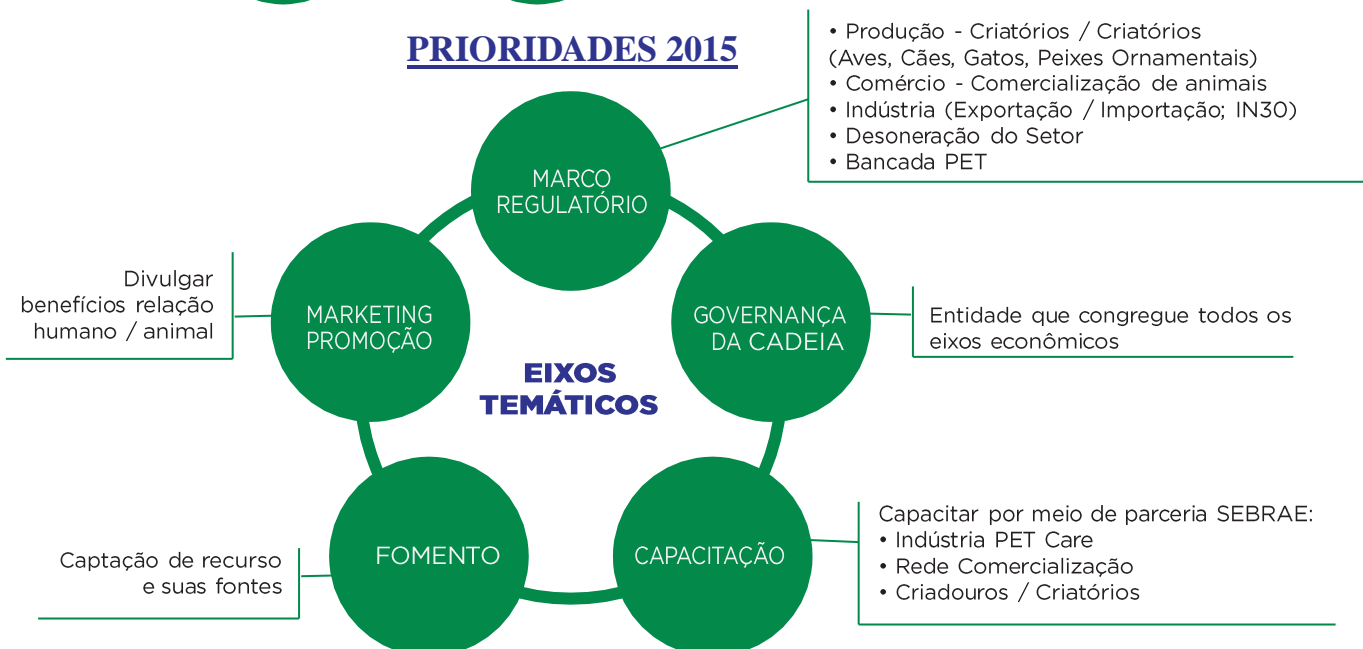 PRIORIDADES 2015
• Produção - Criatórios / Criatórios
(Aves, Cães, Gatos, Peixes Ornamentais)
• Comércio - Comercialização de animais
• Indústria (Exportação / Importação; IN30)
• Desoneração do Setor
• Bancada PET
MARCO
REGULATÓRIO
Divulgar
benefícios relação
humano / animal
MARKETING
PROMOÇÃO
GOVERNANÇA
DA CADEIA
Entidade que congregue todos os
eixos econômicos
EIXOS
TEMÁTICOS
Captação de recurso
e suas fontes
FOMENTO
CAPACITAÇÃO
Capacitar por meio de parceria SEBRAE:
• Indústria PET Care
• Rede Comercialização
• Criadouros / Criatórios